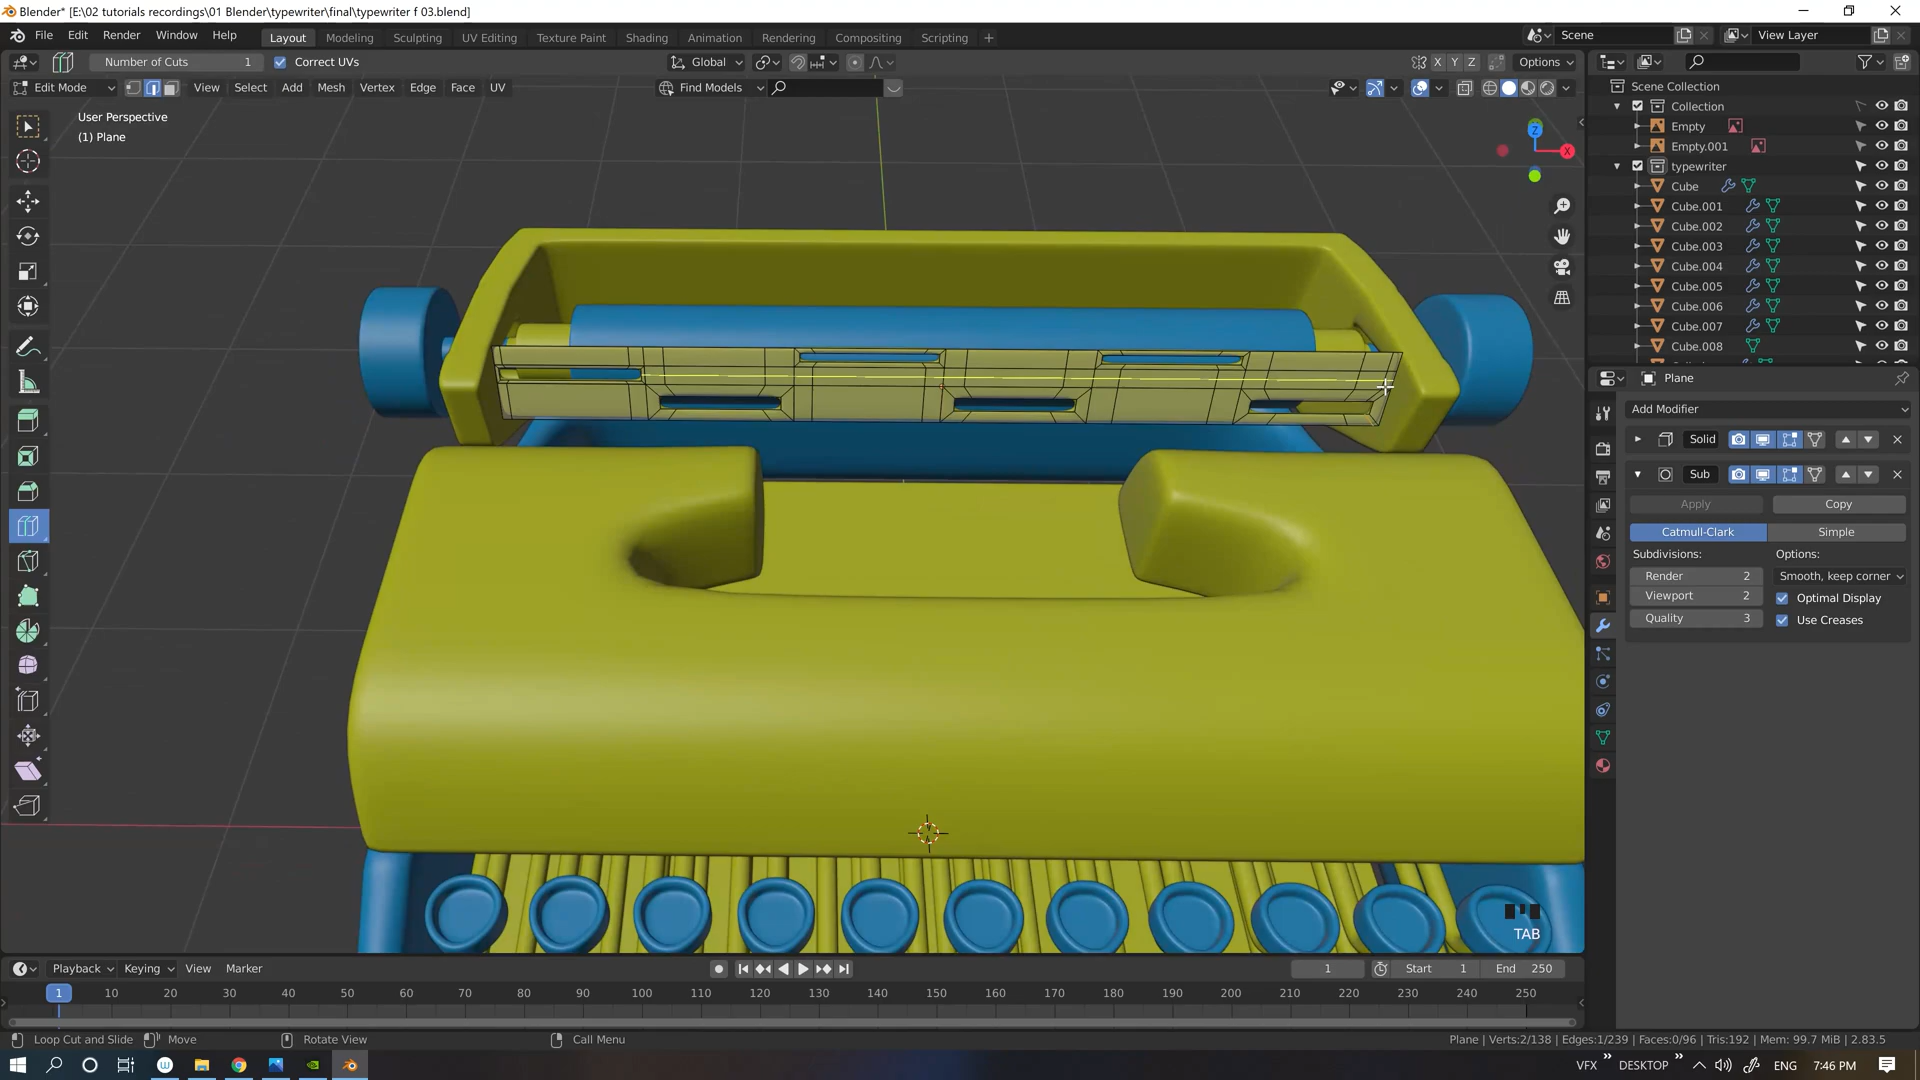 Blender* [E:\02 tutorials recordings\01 Blender\typewriter\final\typewriter f 03.blend]
File Edit Render Window Help Layout Modeling Sculpting UV Editing Texture Paint Shading Animation Rendering Compositing Scripting + Scene View Layer
Number of Cuts 1 Correct UVs Global X Y Z Options
Edit Mode View Select Add Mesh Vertex Edge Face UV Find Models
User Perspective
(1) Plane
Z
X
Scene Collection
Collection
Empty
Empty.001
typewriter
Cube
Cube.001
Cube.002
Cube.003
Cube.004
Cube.005
Cube.006
Cube.007
Cube.008
Plane
Add Modifier
Solid
Sub
Apply Copy
Catmull-Clark Simple
Subdivisions: Options:
Render 2 Smooth, keep corner
Viewport 2 Optimal Display
Quality 3 Use Creases
TAB
Playback Keying View Marker 1 Start 1 End 250
1 10 20 30 40 50 60 70 80 90 100 110 120 130 140 150 160 170 180 190 200 210 220 230 240 250
Loop Cut and Slide Move Rotate View Call Menu Plane | Verts:2/138 | Edges:1/239 | Faces:0/96 | Tris:192 | Mem: 99.7 MiB | 2.83.5
VFX DESKTOP ENG 7:46 PM